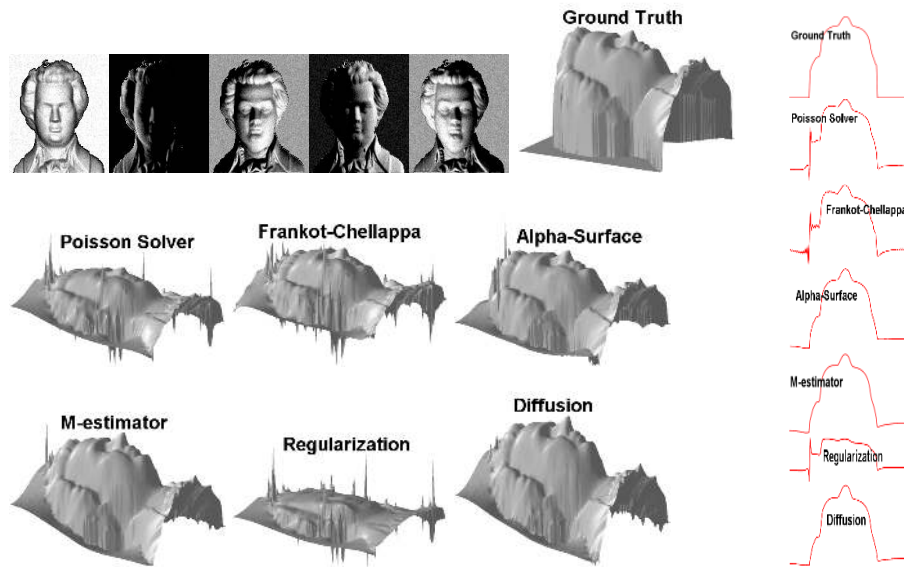 Ground Truth
Poisson Solver
Frankot-Chellappa
Alpha-Surface
M-estimator
Regularization
Diffusion
Ground Truth
Poisson Solver
Frankot-Chellappa
Alpha-Surface
M-estimator
Regularization
Diffusion